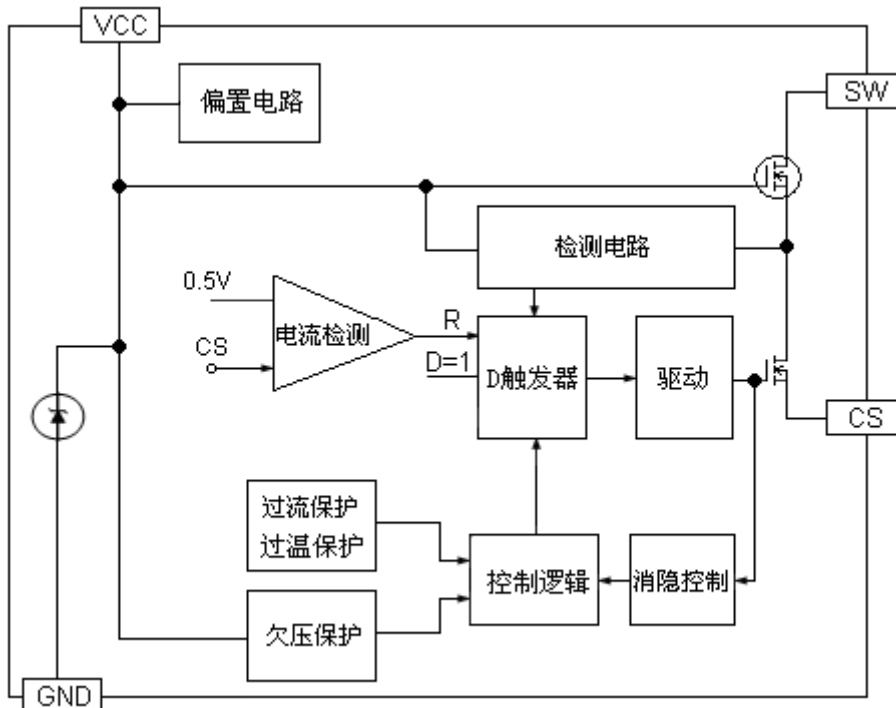 VCC
偏置电路
SW
检测电路
0.5V
电流检测
R
CS
D=1
D触发器
驱动
CS
过流保护
过温保护
控制逻辑
消隐控制
欠压保护
GND